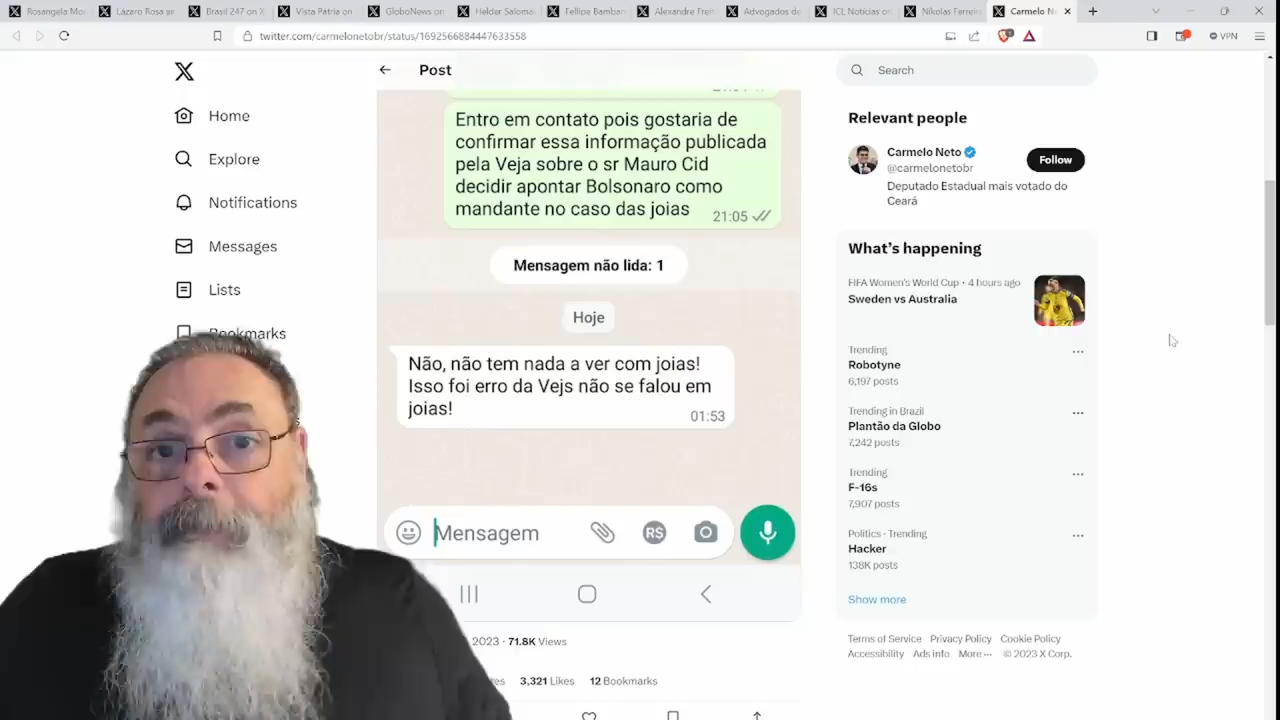 Rosangela Mo
Lázaro Rosa
Brasil 247 on X
Vista Pátria on
GloboNews on
Helder Saloma
Fellipe Bamban
Alexandre Frei
Advogados de
ICL Notícias on
Nikolas Ferreir
Carmelo Ne
twitter.com/carmelonetobr/status/1692566884447633558
VPN
Post
Search
Home
Explore
Notifications
Messages
Lists
Bookmarks
Entro em contato pois gostaria de
confirmar essa informação publicada
pela Veja sobre o sr Mauro Cid
decidir apontar Bolsonaro como
mandante no caso das joias
21:05
Mensagem não lida: 1
Hoje
Não, não tem nada a ver com joias!
Isso foi erro da Vejs não se falou em
joias!
01:53
Mensagem
R$
2023 · 71.8K Views
3,321 Likes 12 Bookmarks
Relevant people
Carmelo Neto
@carmelonetobr
Follow
Deputado Estadual mais votado do
Ceará
What's happening
FIFA Women's World Cup · 4 hours ago
Sweden vs Australia
Trending
Robotyne
6,197 posts
Trending in Brazil
Plantão da Globo
7,242 posts
Trending
F-16s
7,907 posts
Politics · Trending
Hacker
138K posts
Show more
Terms of Service Privacy Policy Cookie Policy
Accessibility Ads info More ··· © 2023 X Corp.